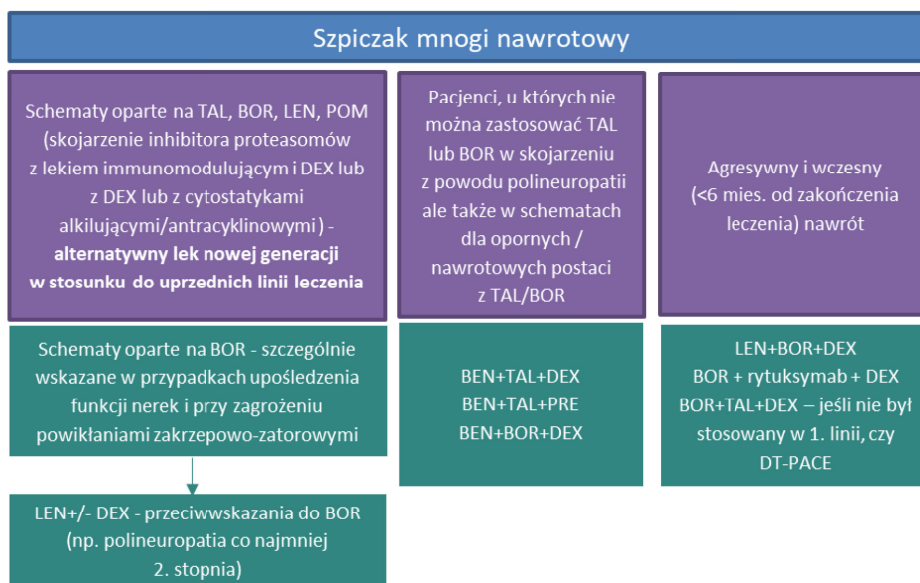 Szpiczak mnogi nawrotowy
Schematy oparte na TAL, BOR, LEN, POM
(skojarzenie inhibitora proteasomów
z lekiem immunomodulującym i DEX lub
z DEX lub z cytostatykami
alkilującymi/antracyklinowymi) -
alternatywny lek nowej generacji
w stosunku do uprzednich linii leczenia
Schematy oparte na BOR - szczególnie
wskazane w przypadkach upośledzenia
funkcji nerek i przy zagrożeniu
powikłaniami zakrzepowo-zatorowymi
LEN+/- DEX - przeciwwskazania do BOR
(np. polineuropatia co najmniej
2. stopnia)
Pacjenci, u których nie
można zastosować TAL
lub BOR w skojarzeniu
z powodu polineuropatii
ale także w schematach
dla opornych /
nawrotowych postaci
z TAL/BOR
BEN+TAL+DEX
BEN+TAL+PRE
BEN+BOR+DEX
Agresywny i wczesny
(<6 mies. od zakończenia
leczenia) nawrót
LEN+BOR+DEX
BOR + rytuksymab + DEX
BOR+TAL+DEX – jeśli nie był
stosowany w 1. linii, czy
DT-PACE